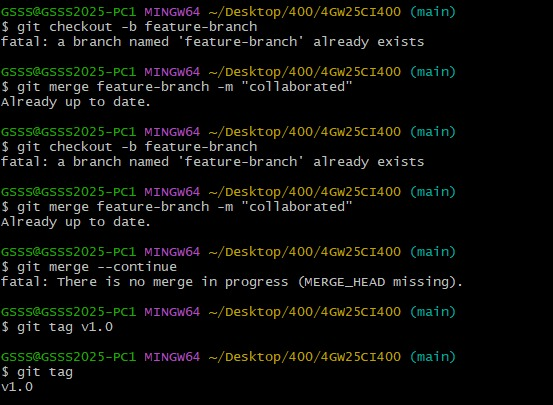 GSSS@GSSS2025-PC1 MINGW64 ~/Desktop/400/4GW25CI400 (main)
$ git checkout -b feature-branch
fatal: a branch named 'feature-branch' already exists
GSSS@GSSS2025-PC1 MINGW64 ~/Desktop/400/4GW25CI400 (main)
$ git merge feature-branch -m "collaborated"
Already up to date.
GSSS@GSSS2025-PC1 MINGW64 ~/Desktop/400/4GW25CI400 (main)
$ git checkout -b feature-branch
fatal: a branch named 'feature-branch' already exists
GSSS@GSSS2025-PC1 MINGW64 ~/Desktop/400/4GW25CI400 (main)
$ git merge feature-branch -m "collaborated"
Already up to date.
GSSS@GSSS2025-PC1 MINGW64 ~/Desktop/400/4GW25CI400 (main)
$ git merge --continue
fatal: There is no merge in progress (MERGE_HEAD missing).
GSSS@GSSS2025-PC1 MINGW64 ~/Desktop/400/4GW25CI400 (main)
$ git tag v1.0
GSSS@GSSS2025-PC1 MINGW64 ~/Desktop/400/4GW25CI400 (main)
$ git tag
v1.0